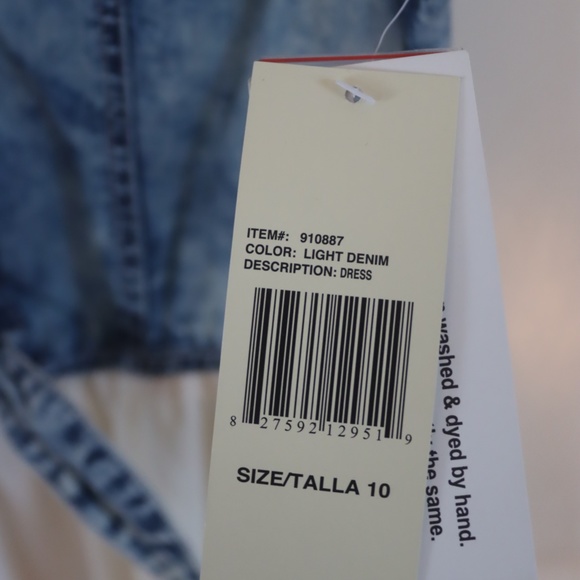 ITEM#: 910887
COLOR: LIGHT DENIM
DESCRIPTION: DRESS
8 27592 12951 9
SIZE/TALLA 10
washed & dyed by hand.
the same.